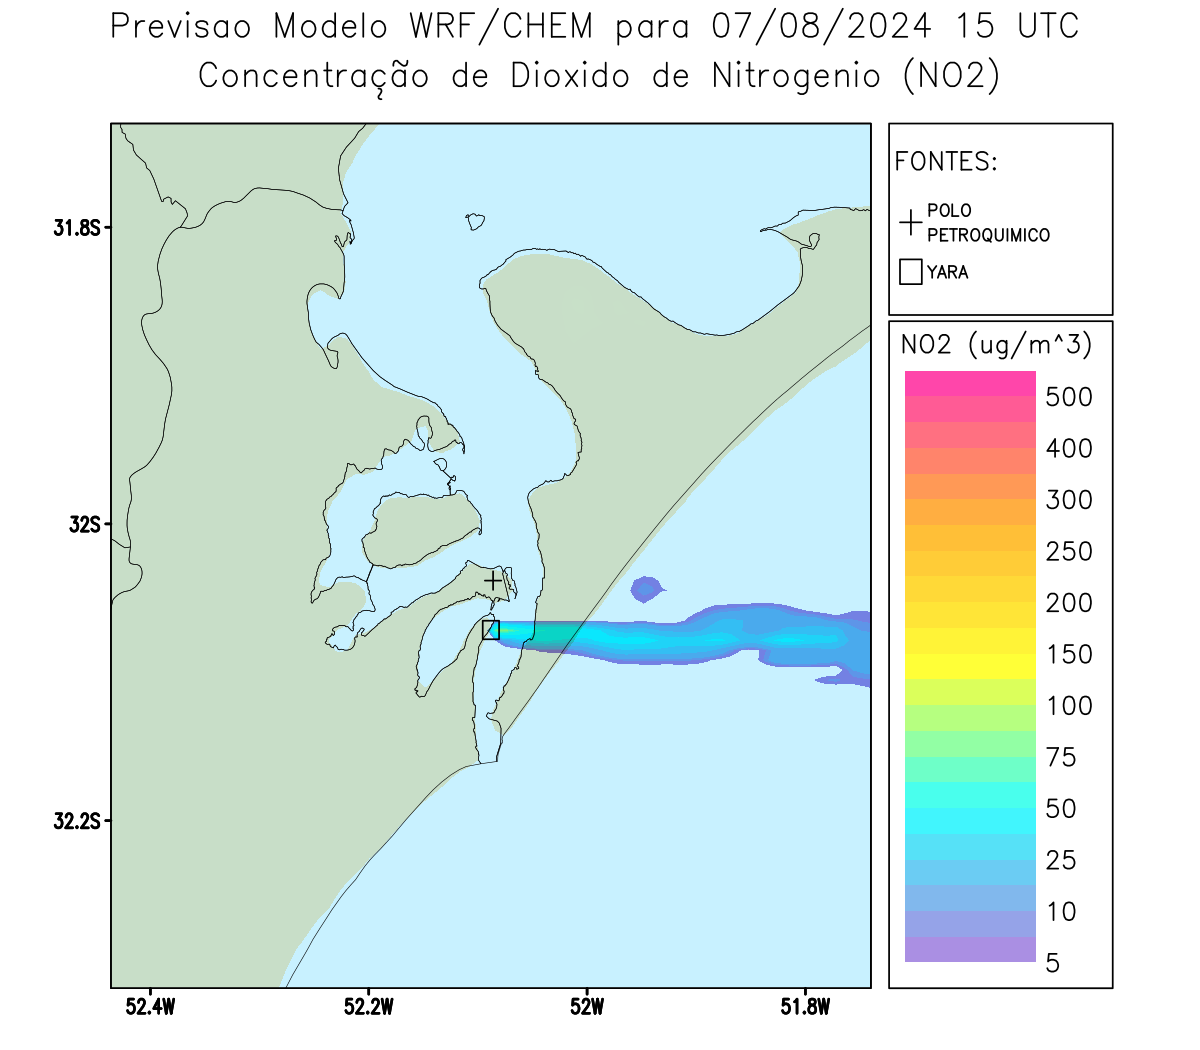 Previsao Modelo WRF/CHEM para 07/08/2024 15 UTC
Concentração de Dioxido de Nitrogenio (NO2)
FONTES:
POLO
PETROQUIMICO
YARA
NO2 (ug/m^3)
500
400
300
250
200
150
100
75
50
25
10
5
31.8S
32S
32.2S
52.4W
52.2W
52W
51.8W